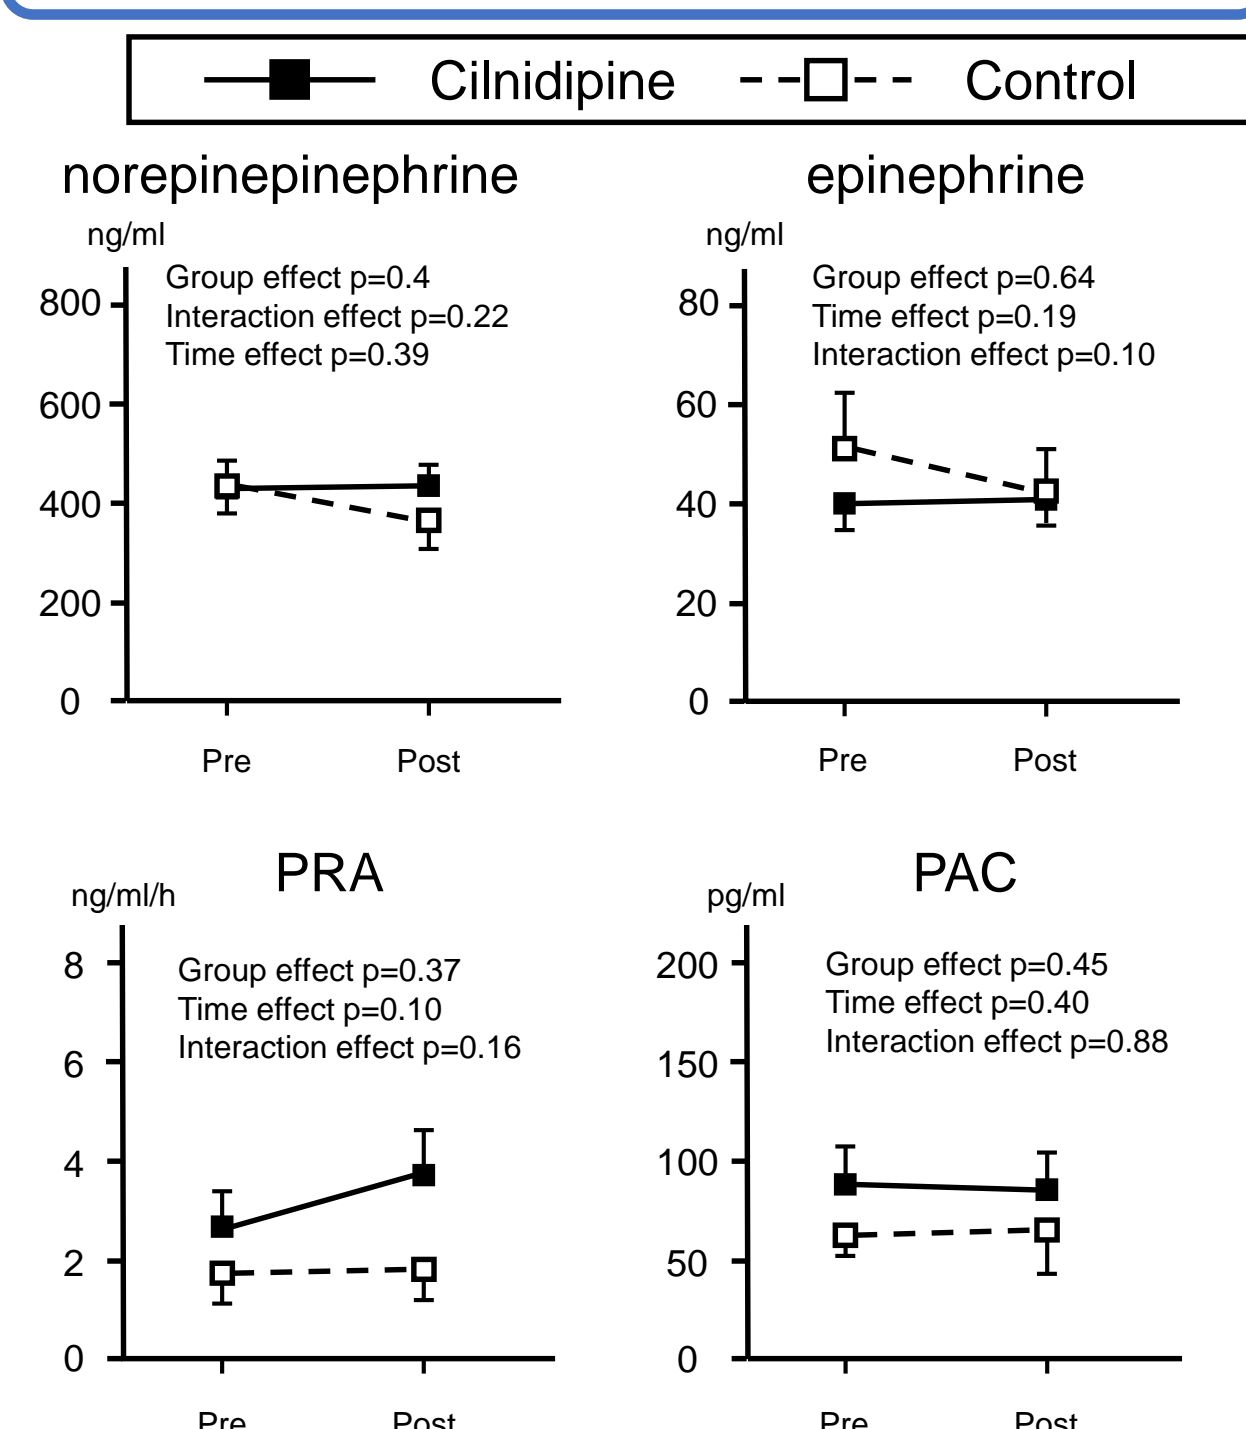 Cilnidipine Control
norepinepinephrine
ng/ml
Group effect p=0.4
Interaction effect p=0.22
Time effect p=0.39
800
600
400
200
0
Pre Post
epinephrine
ng/ml
Group effect p=0.64
Time effect p=0.19
Interaction effect p=0.10
80
60
40
20
0
Pre Post
PRA
ng/ml/h
Group effect p=0.37
Time effect p=0.10
Interaction effect p=0.16
8
6
4
2
0
Pre Post
PAC
pg/ml
Group effect p=0.45
Time effect p=0.40
Interaction effect p=0.88
200
150
100
50
0
Pre Post